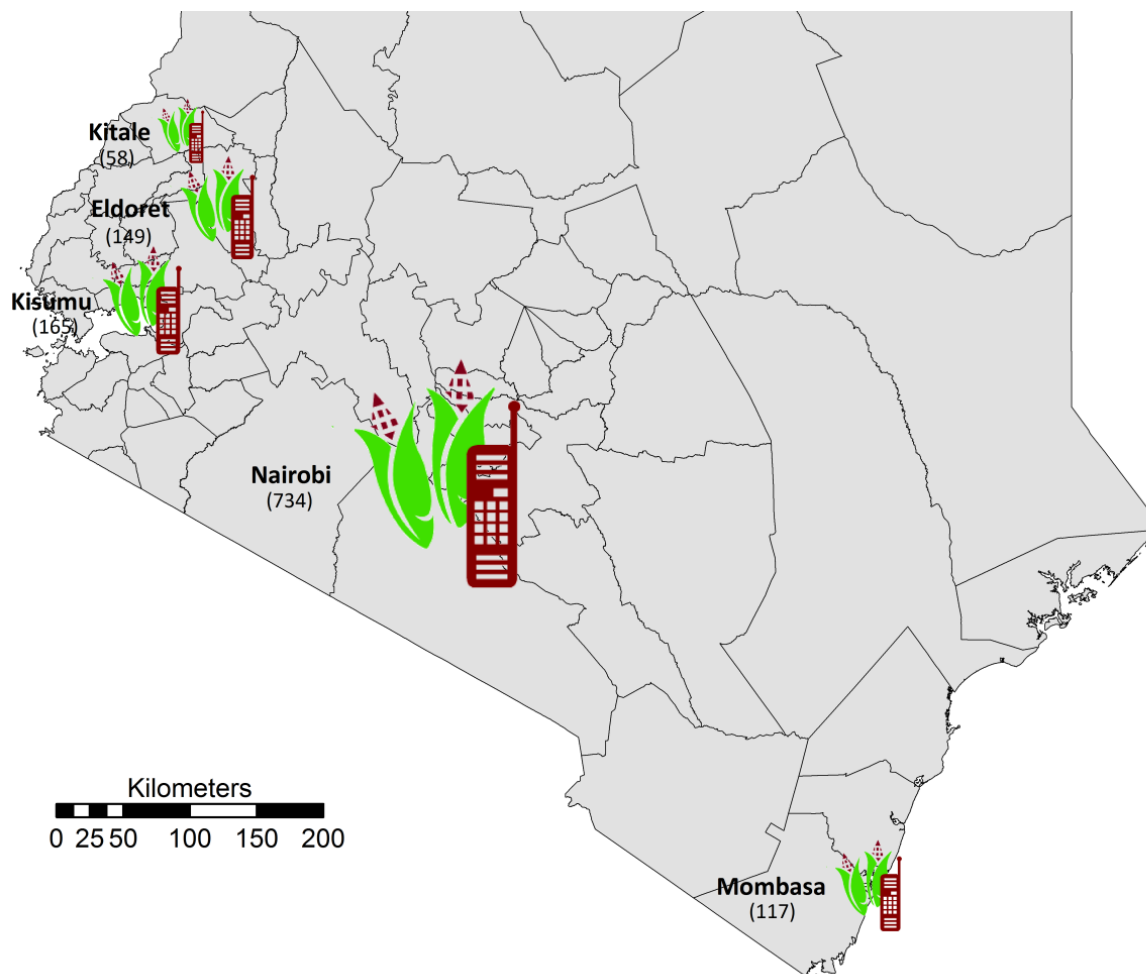 Kitale
(58)
Eldoret
(149)
Kisumu
(165)
Nairobi
(734)
Kilometers
0 25 50 100 150 200
Mombasa
(117)